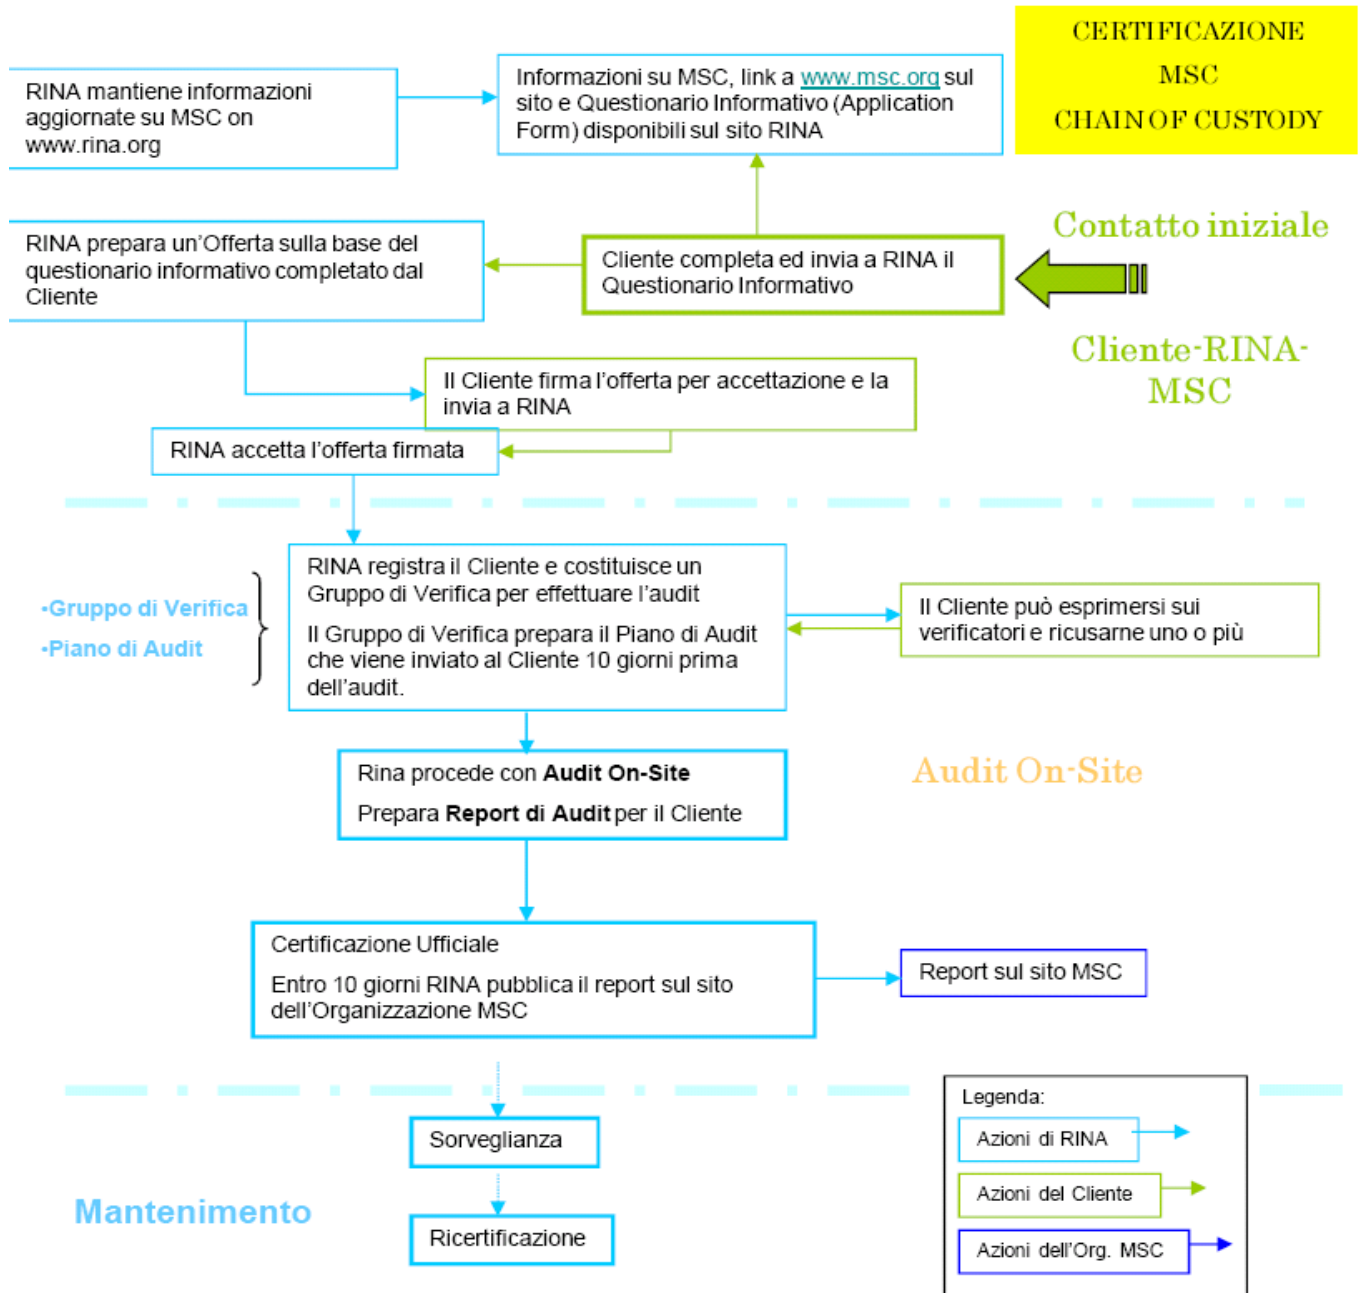 CERTIFICAZIONE
MSC
CHAIN OF CUSTODY
RINA mantiene informazioni
aggiornate su MSC on
www.rina.org
Informazioni su MSC, link a www.msc.org sul
sito e Questionario Informativo (Application
Form) disponibili sul sito RINA
Contatto iniziale
RINA prepara un'Offerta sulla base del
questionario informativo completato dal
Cliente
Cliente completa ed invia a RINA il
Questionario Informativo
Cliente-RINA-
MSC
Il Cliente firma l'offerta per accettazione e la
invia a RINA
RINA accetta l'offerta firmata
•Gruppo di Verifica
•Piano di Audit
RINA registra il Cliente e costituisce un
Gruppo di Verifica per effettuare l'audit
Il Gruppo di Verifica prepara il Piano di Audit
che viene inviato al Cliente 10 giorni prima
dell'audit.
Il Cliente può esprimersi sui
verificatori e ricusarne uno o più
Rina procede con Audit On-Site
Prepara Report di Audit per il Cliente
Audit On-Site
Certificazione Ufficiale
Entro 10 giorni RINA pubblica il report sul sito
dell'Organizzazione MSC
Report sul sito MSC
Sorveglianza
Mantenimento
Ricertificazione
Legenda:
Azioni di RINA
Azioni del Cliente
Azioni dell'Org. MSC